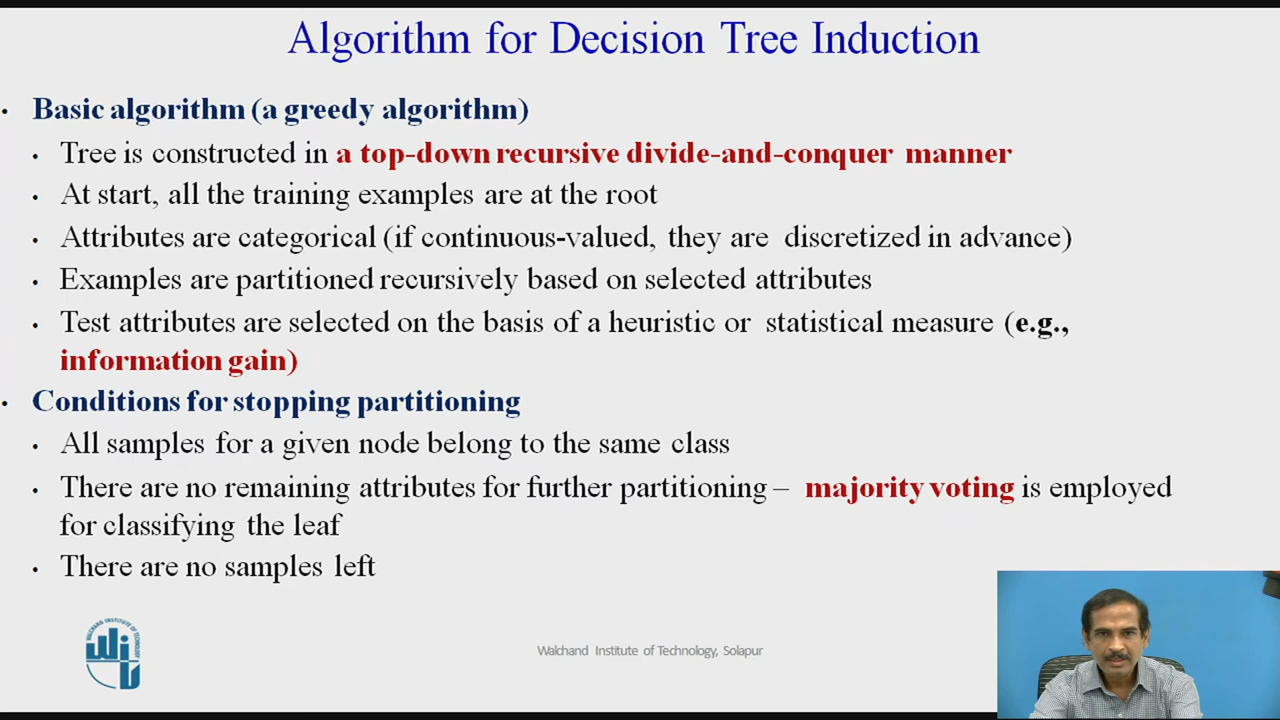 Algorithm for Decision Tree Induction
• Basic algorithm (a greedy algorithm)
• Tree is constructed in a top-down recursive divide-and-conquer manner
• At start, all the training examples are at the root
• Attributes are categorical (if continuous-valued, they are discretized in advance)
• Examples are partitioned recursively based on selected attributes
• Test attributes are selected on the basis of a heuristic or statistical measure (e.g.,
information gain)
• Conditions for stopping partitioning
• All samples for a given node belong to the same class
• There are no remaining attributes for further partitioning – majority voting is employed
for classifying the leaf
• There are no samples left
WALCHAND INSTITUTE OF TECHNOLOGY
WIT
Walchand Institute of Technology, Solapur